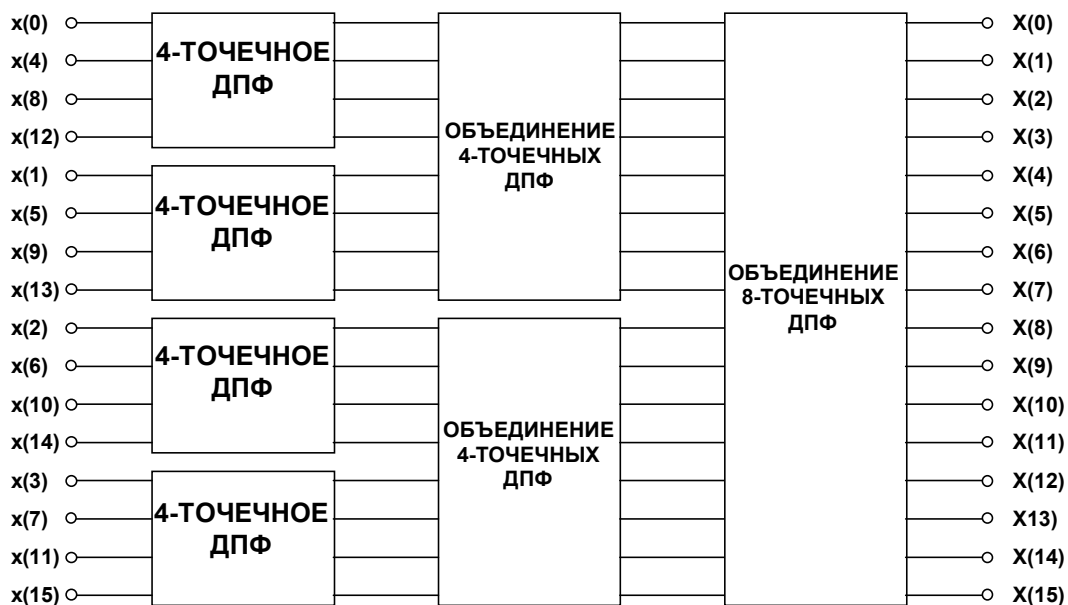 x(0)
x(4)
x(8)
x(12)
x(1)
x(5)
x(9)
x(13)
x(2)
x(6)
x(10)
x(14)
x(3)
x(7)
x(11)
x(15)
4-ТОЧЕЧНОЕ
ДПФ
4-ТОЧЕЧНОЕ
ДПФ
4-ТОЧЕЧНОЕ
ДПФ
4-ТОЧЕЧНОЕ
ДПФ
ОБЪЕДИНЕНИЕ
4-ТОЧЕЧНЫХ
ДПФ
ОБЪЕДИНЕНИЕ
4-ТОЧЕЧНЫХ
ДПФ
ОБЪЕДИНЕНИЕ
8-ТОЧЕЧНЫХ
ДПФ
X(0)
X(1)
X(2)
X(3)
X(4)
X(5)
X(6)
X(7)
X(8)
X(9)
X(10)
X(11)
X(12)
X13)
X(14)
X(15)